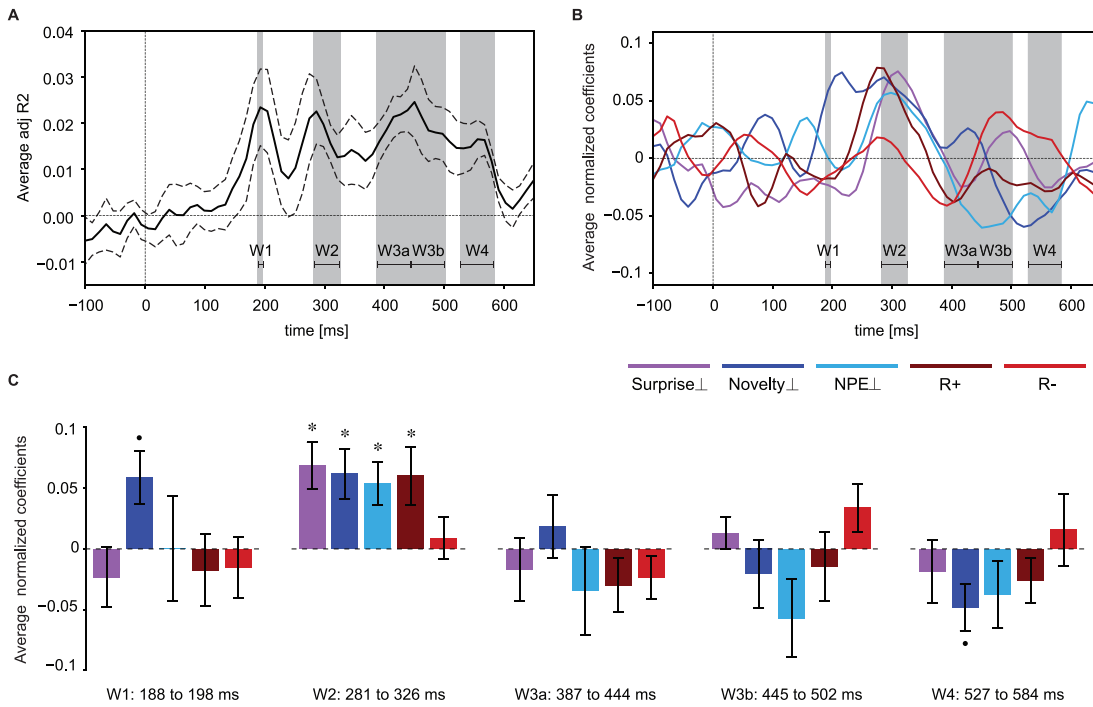 A
Average adj R2
0.04
0.03
0.02
0.01
0.00
−0.01
W1
W2
W3a
W3b
W4
−100
0
100
200
300
400
500
600
time [ms]
B
Average normalized coefficients
0.1
0.05
0
−0.05
−0.1
W1
W2
W3a
W3b
W4
−100
0
100
200
300
400
500
600
time [ms]
Surprise⊥ Novelty⊥ NPE⊥ R+ R-
C
Average normalized coefficients
0.1
0.05
0
−0.05
−0.1
* * * *
W1: 188 to 198 ms
W2: 281 to 326 ms
W3a: 387 to 444 ms
W3b: 445 to 502 ms
W4: 527 to 584 ms